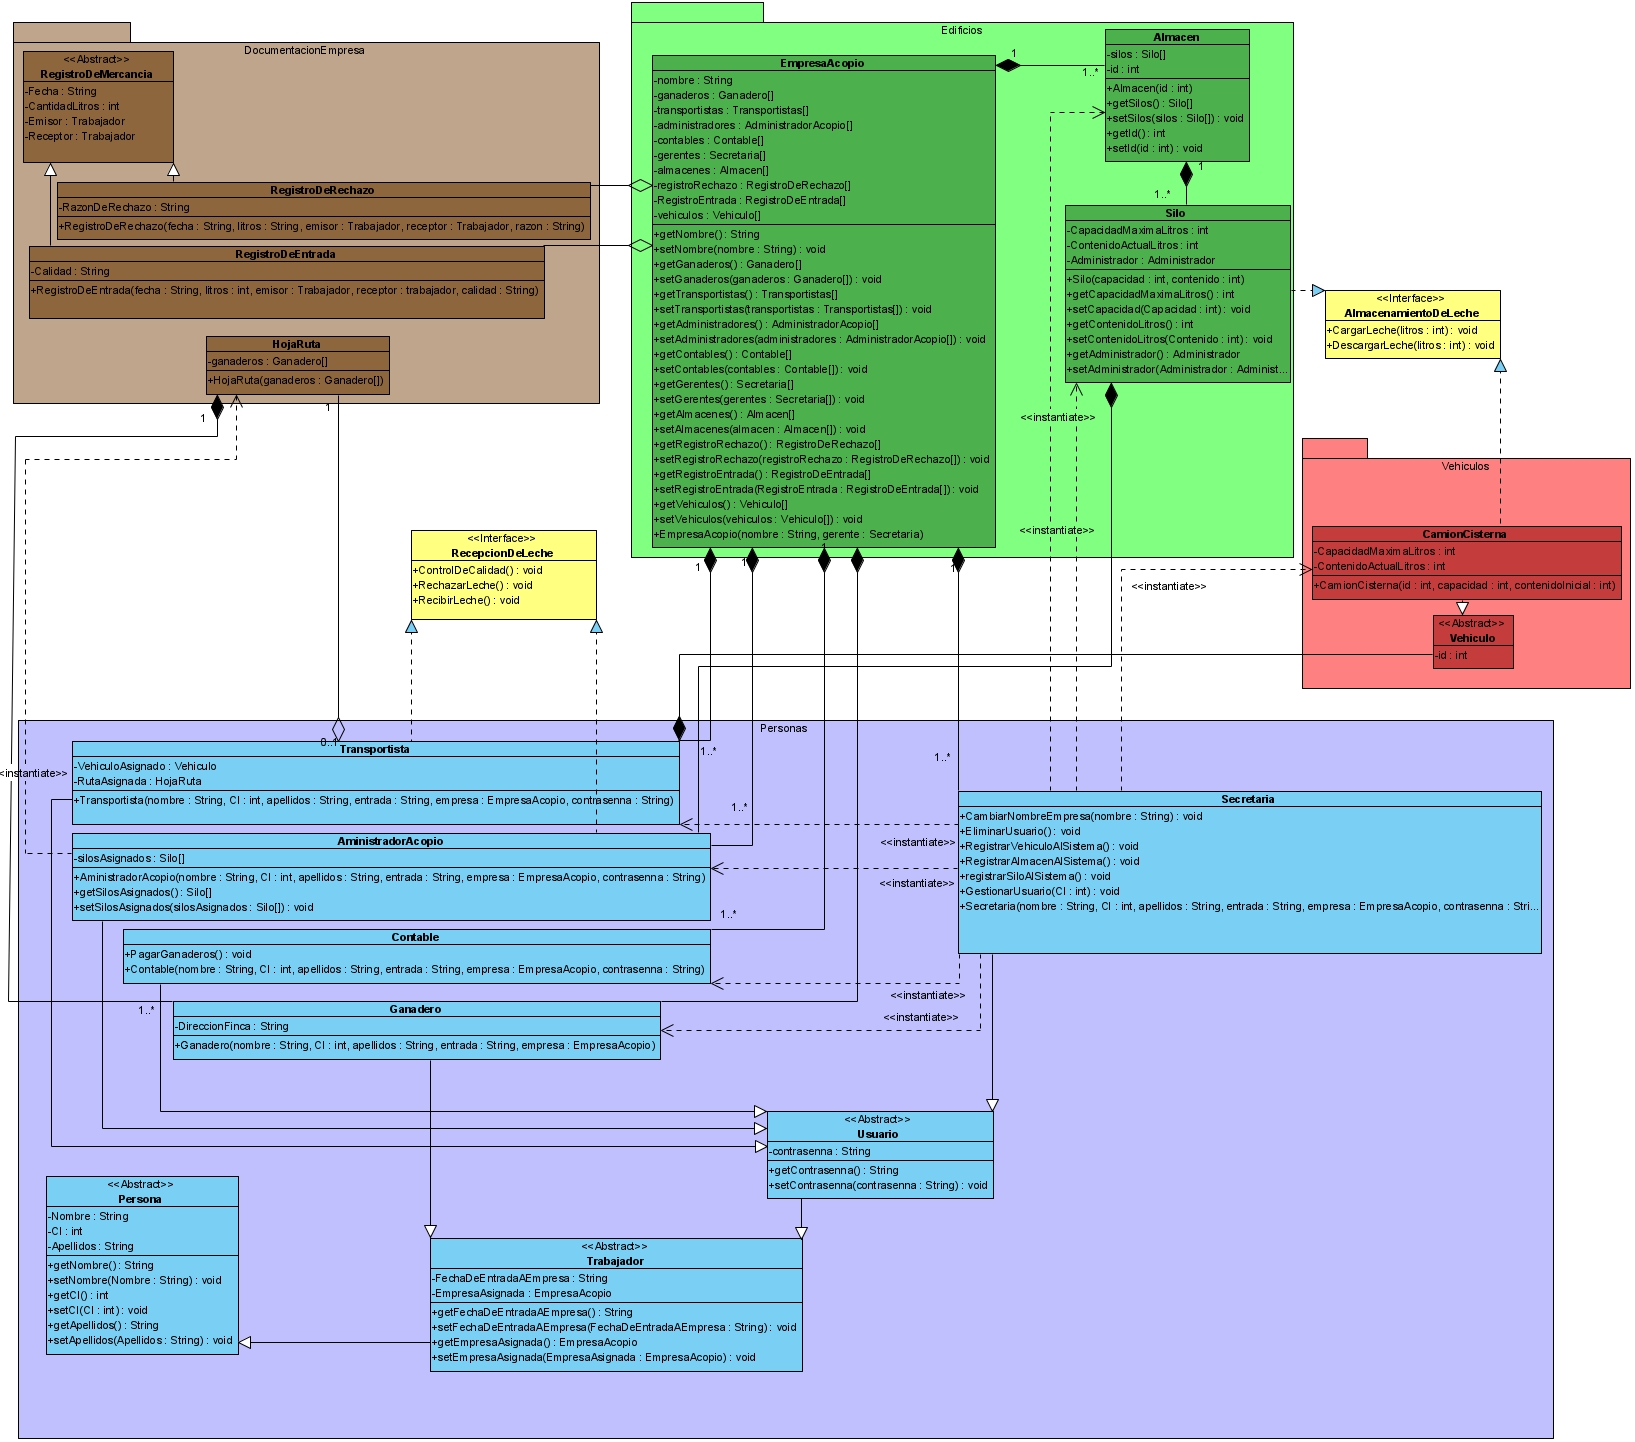 DocumentacionEmpresa
<<Abstract>>
RegistroDeMercancia
-Fecha : String
-CantidadLitros : int
-Emisor : Trabajador
-Receptor : Trabajador
RegistroDeRechazo
-RazonDeRechazo : String
+RegistroDeRechazo(fecha : String, litros : String, emisor : Trabajador, receptor : Trabajador, razon : String)
RegistroDeEntrada
-Calidad : String
+RegistroDeEntrada(fecha : String, litros : int, emisor : Trabajador, receptor : trabajador, calidad : String)
HojaRuta
-ganaderos : Ganadero[]
+HojaRuta(ganaderos : Ganadero[])
1
1
Edificios
EmpresaAcopio
-nombre : String
-ganaderos : Ganadero[]
-transportistas : Transportistas[]
-administradores : AdministradorAcopio[]
-contables : Contable[]
-gerentes : Secretaria[]
-almacenes : Almacen[]
-registroRechazo : RegistroDeRechazo[]
-RegistroEntrada : RegistroDeEntrada[]
-vehiculos : Vehiculo[]
+getNombre() : String
+setNombre(nombre : String) : void
+getGanaderos() : Ganadero[]
+setGanaderos(ganaderos : Ganadero[]) : void
+getTransportistas() : Transportistas[]
+setTransportistas(transportistas : Transportistas[]) : void
+getAdministradores() : AdministradorAcopio[]
+setAdministradores(administradores : AdministradorAcopio[]) : void
+getContables() : Contable[]
+setContables(contables : Contable[]) : void
+getGerentes() : Secretaria[]
+setGerentes(gerentes : Secretaria[]) : void
+getAlmacenes() : Almacen[]
+setAlmacenes(almacen : Almacen[]) : void
+getRegistroRechazo() : RegistroDeRechazo[]
+setRegistroRechazo(registroRechazo : RegistroDeRechazo[]) : void
+getRegistroEntrada() : RegistroDeEntrada[]
+setRegistroEntrada(RegistroEntrada : RegistroDeEntrada[]) : void
+getVehiculos() : Vehiculo[]
+setVehiculos(vehiculos : Vehiculo[]) : void
+EmpresaAcopio(nombre : String, gerente : Secretaria)
1
1..*
Almacen
-silos : Silo[]
-id : int
+Almacen(id : int)
+getSilos() : Silo[]
+setSilos(silos : Silo[]) : void
+getId() : int
+setId(id : int) : void
1
1..*
Silo
-CapacidadMaximaLitros : int
-ContenidoActualLitros : int
-Administrador : Administrador
+Silo(capacidad : int, contenido : int)
+getCapacidadMaximaLitros() : int
+setCapacidad(Capacidad : int) : void
+getContenidoLitros() : int
+setContenidoLitros(Contenido : int) : void
+getAdministrador() : Administrador
+setAdministrador(Administrador : Administ...
<<Interface>>
AlmacenamientoDeLeche
+CargarLeche(litros : int) : void
+DescargarLeche(litros : int) : void
<<instantiate>>
<<instantiate>>
<<instantiate>>
Vehiculos
CamionCisterna
-CapacidadMaximaLitros : int
-ContenidoActualLitros : int
+CamionCisterna(id : int, capacidad : int, contenidoInicial : int)
<<Abstract>>
Vehiculo
-id : int
<<Interface>>
RecepcionDeLeche
+ControlDeCalidad() : void
+RechazarLeche() : void
+RecibirLeche() : void
1
1
1
1
Personas
0..1
1..*
1..*
1..*
1..*
1..*
<instantiate>>
Transportista
-VehiculoAsignado : Vehiculo
-RutaAsignada : HojaRuta
+Transportista(nombre : String, CI : int, apellidos : String, entrada : String, empresa : EmpresaAcopio, contrasenna : String)
AministradorAcopio
-silosAsignados : Silo[]
+AministradorAcopio(nombre : String, CI : int, apellidos : String, entrada : String, empresa : EmpresaAcopio, contrasenna : String)
+getSilosAsignados() : Silo[]
+setSilosAsignados(silosAsignados : Silo[]) : void
Contable
+PagarGanaderos() : void
+Contable(nombre : String, CI : int, apellidos : String, entrada : String, empresa : EmpresaAcopio, contrasenna : String)
Ganadero
-DireccionFinca : String
+Ganadero(nombre : String, CI : int, apellidos : String, entrada : String, empresa : EmpresaAcopio)
<<instantiate>>
<<instantiate>>
<<instantiate>>
<<instantiate>>
Secretaria
+CambiarNombreEmpresa(nombre : String) : void
+EliminarUsuario() : void
+RegistrarVehiculoAlSistema() : void
+RegistrarAlmacenAlSistema() : void
+registrarSiloAlSistema() : void
+GestionarUsuario(CI : int) : void
+Secretaria(nombre : String, CI : int, apellidos : String, entrada : String, empresa : EmpresaAcopio, contrasenna : Stri...
<<Abstract>>
Usuario
-contrasenna : String
+getContrasenna() : String
+setContrasenna(contrasenna : String) : void
<<Abstract>>
Persona
-Nombre : String
-CI : int
-Apellidos : String
+getNombre() : String
+setNombre(Nombre : String) : void
+getCI() : int
+setCI(CI : int) : void
+getApellidos() : String
+setApellidos(Apellidos : String) : void
<<Abstract>>
Trabajador
-FechaDeEntradaAEmpresa : String
-EmpresaAsignada : EmpresaAcopio
+getFechaDeEntradaAEmpresa() : String
+setFechaDeEntradaAEmpresa(FechaDeEntradaAEmpresa : String) : void
+getEmpresaAsignada() : EmpresaAcopio
+setEmpresaAsignada(EmpresaAsignada : EmpresaAcopio) : void